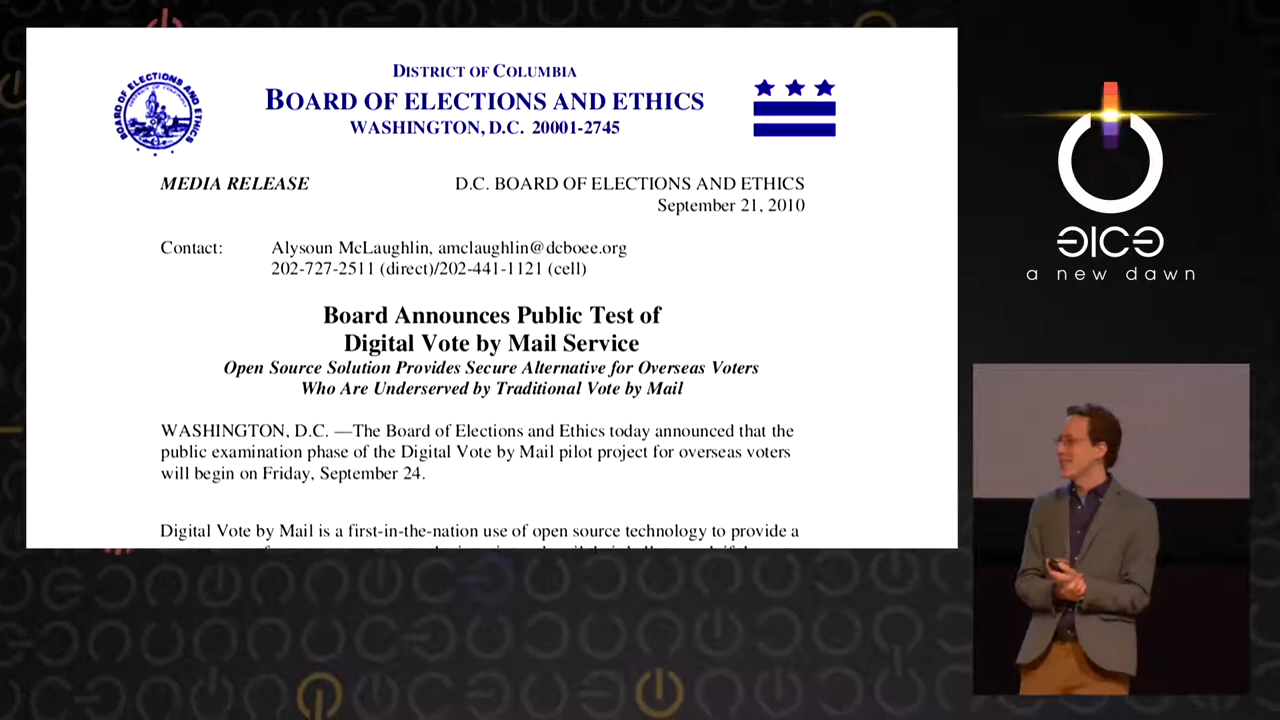 DISTRICT OF COLUMBIA
BOARD OF ELECTIONS AND ETHICS
WASHINGTON, D.C. 20001-2745
BOARD OF ELECTIONS AND ETHICS
MEDIA RELEASE
D.C. BOARD OF ELECTIONS AND ETHICS
September 21, 2010
Contact: Alysoun McLaughlin, amclaughlin@dcboee.org
202-727-2511 (direct)/202-441-1121 (cell)
Board Announces Public Test of
Digital Vote by Mail Service
Open Source Solution Provides Secure Alternative for Overseas Voters
Who Are Underserved by Traditional Vote by Mail
WASHINGTON, D.C. —The Board of Elections and Ethics today announced that the
public examination phase of the Digital Vote by Mail pilot project for overseas voters
will begin on Friday, September 24.
Digital Vote by Mail is a first-in-the-nation use of open source technology to provide a
a new dawn